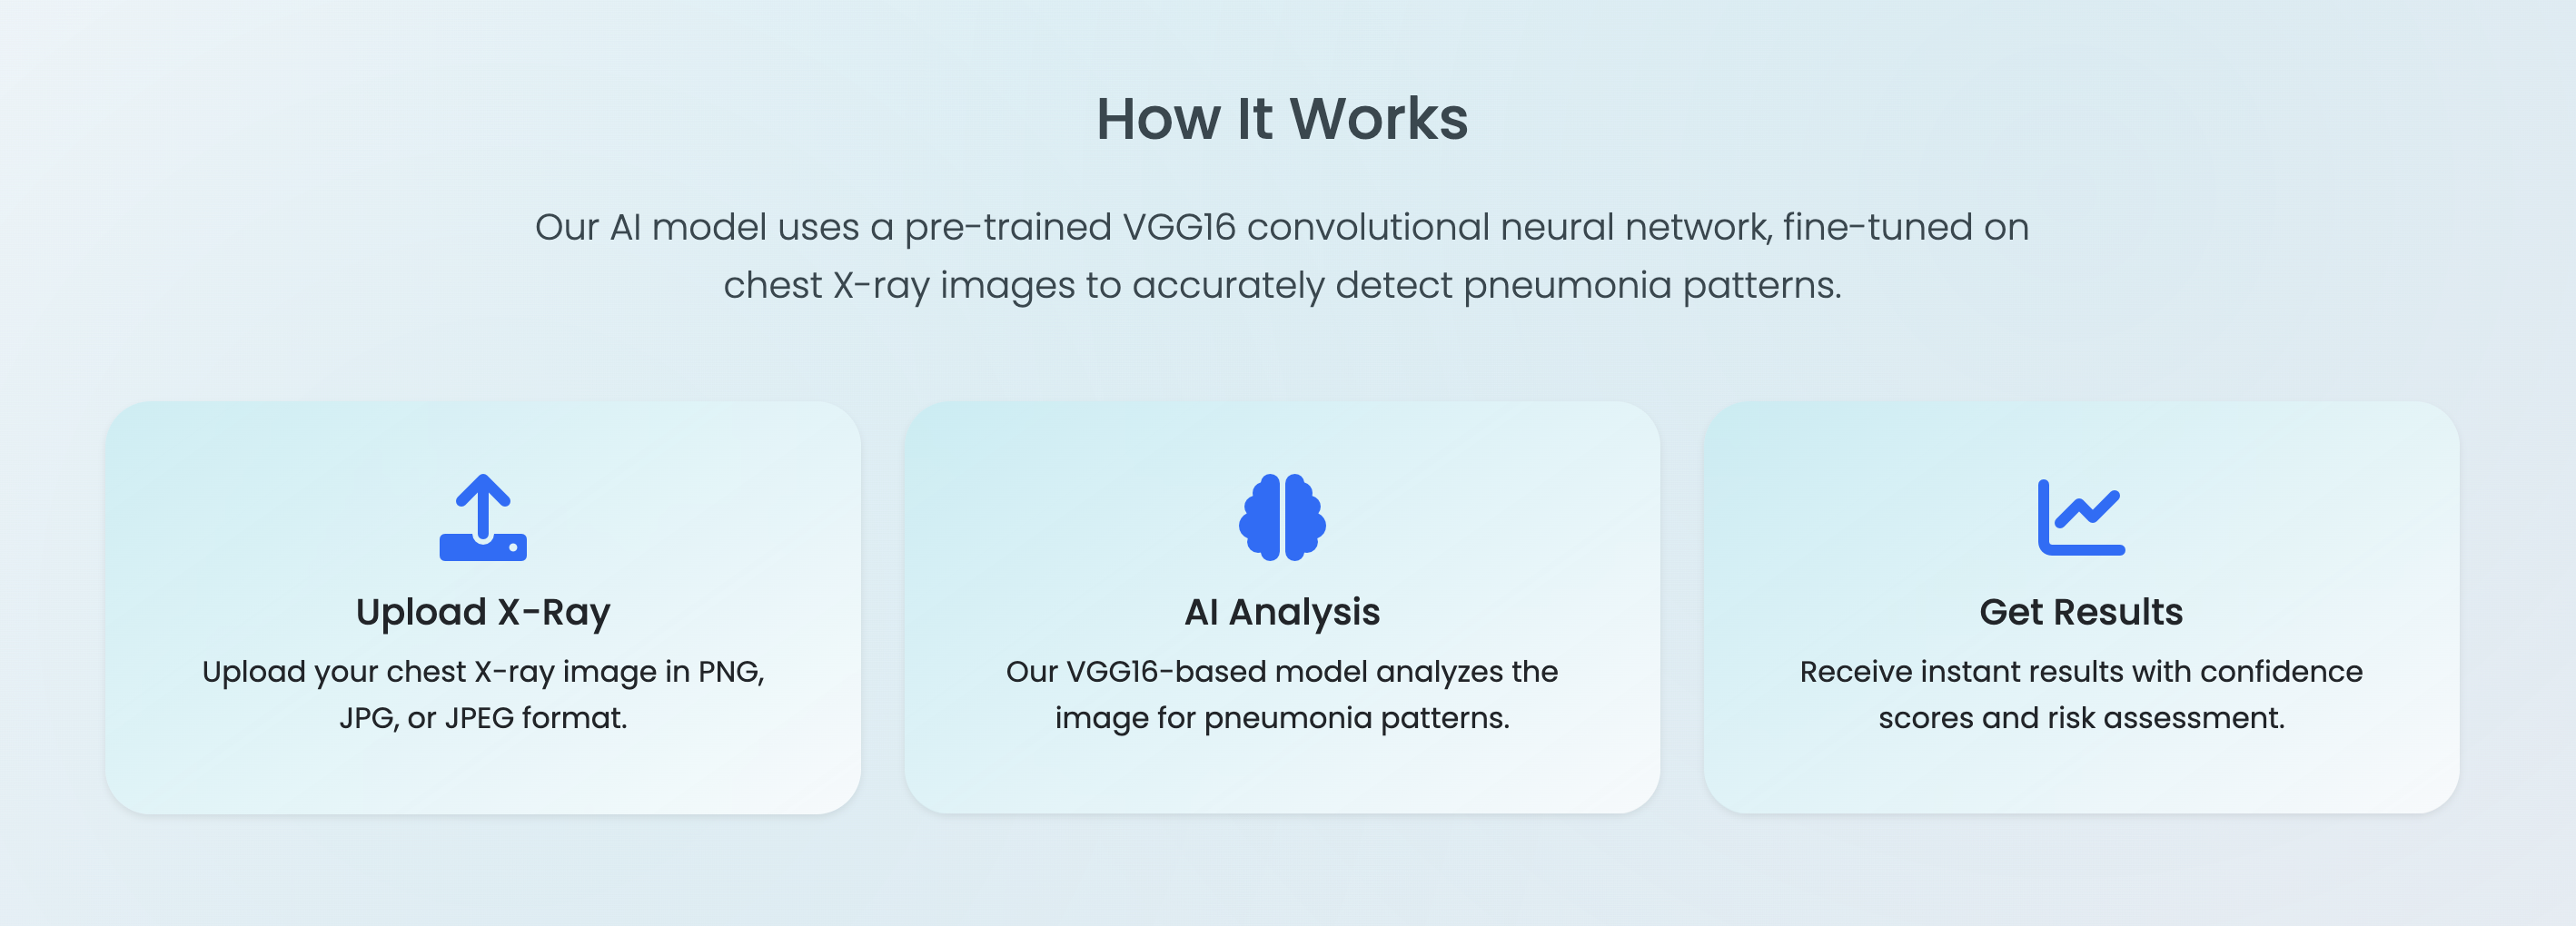 How It Works
Our AI model uses a pre-trained VGG16 convolutional neural network, fine-tuned on
chest X-ray images to accurately detect pneumonia patterns.
Upload X-Ray
Upload your chest X-ray image in PNG,
JPG, or JPEG format.
AI Analysis
Our VGG16-based model analyzes the
image for pneumonia patterns.
Get Results
Receive instant results with confidence
scores and risk assessment.